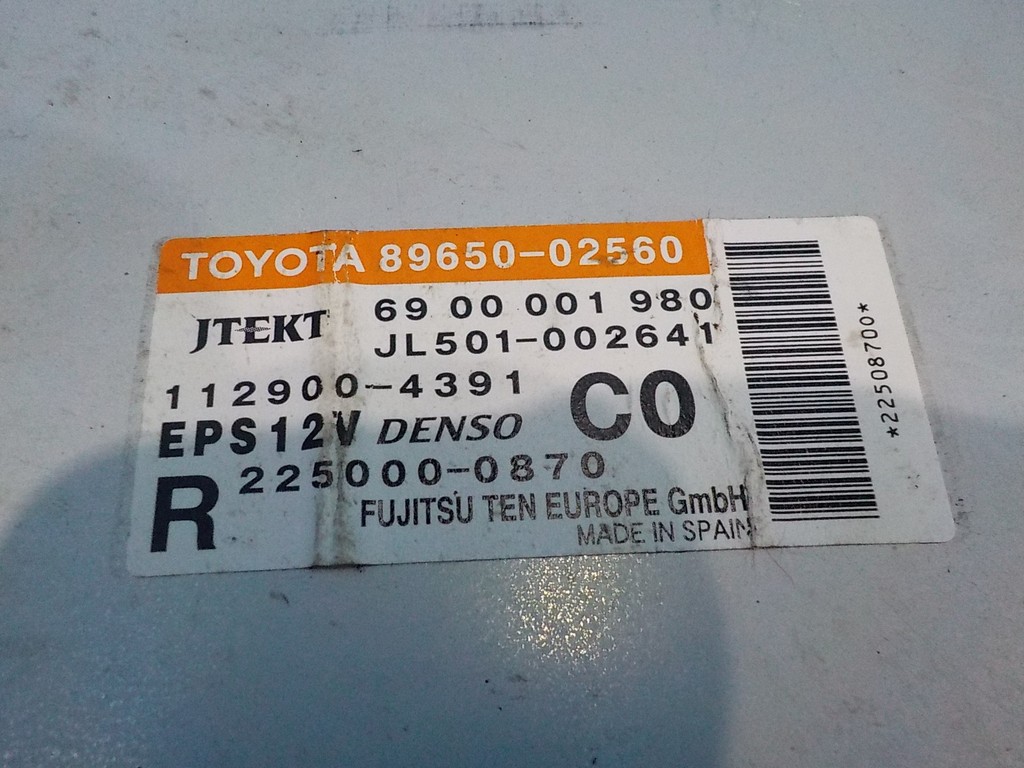 TOYOTA 89650-02560
JTEKT
69 00 001 980
JL501-002641
112900-4391
EPS12V DENSO
C0
R
225000-0870
FUJITSU TEN EUROPE GmbH
MADE IN SPAIN
*22508700*